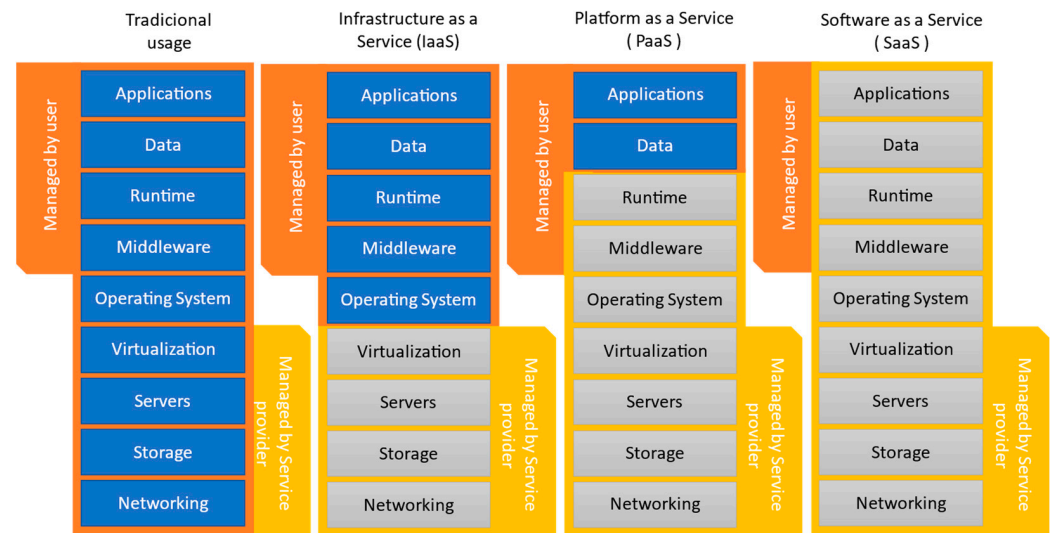 Tradicional
usage
Managed by user
Applications
Data
Runtime
Middleware
Operating System
Virtualization
Servers
Storage
Networking
Managed by Service
provider
Infrastructure as a
Service (IaaS)
Managed by user
Applications
Data
Runtime
Middleware
Operating System
Virtualization
Servers
Storage
Networking
Managed by Service
provider
Platform as a Service
( PaaS )
Managed by user
Applications
Data
Runtime
Middleware
Operating System
Virtualization
Servers
Storage
Networking
Managed by Service
provider
Software as a Service
( SaaS )
Managed by user
Applications
Data
Runtime
Middleware
Operating System
Virtualization
Servers
Storage
Networking
Managed by Service
provider